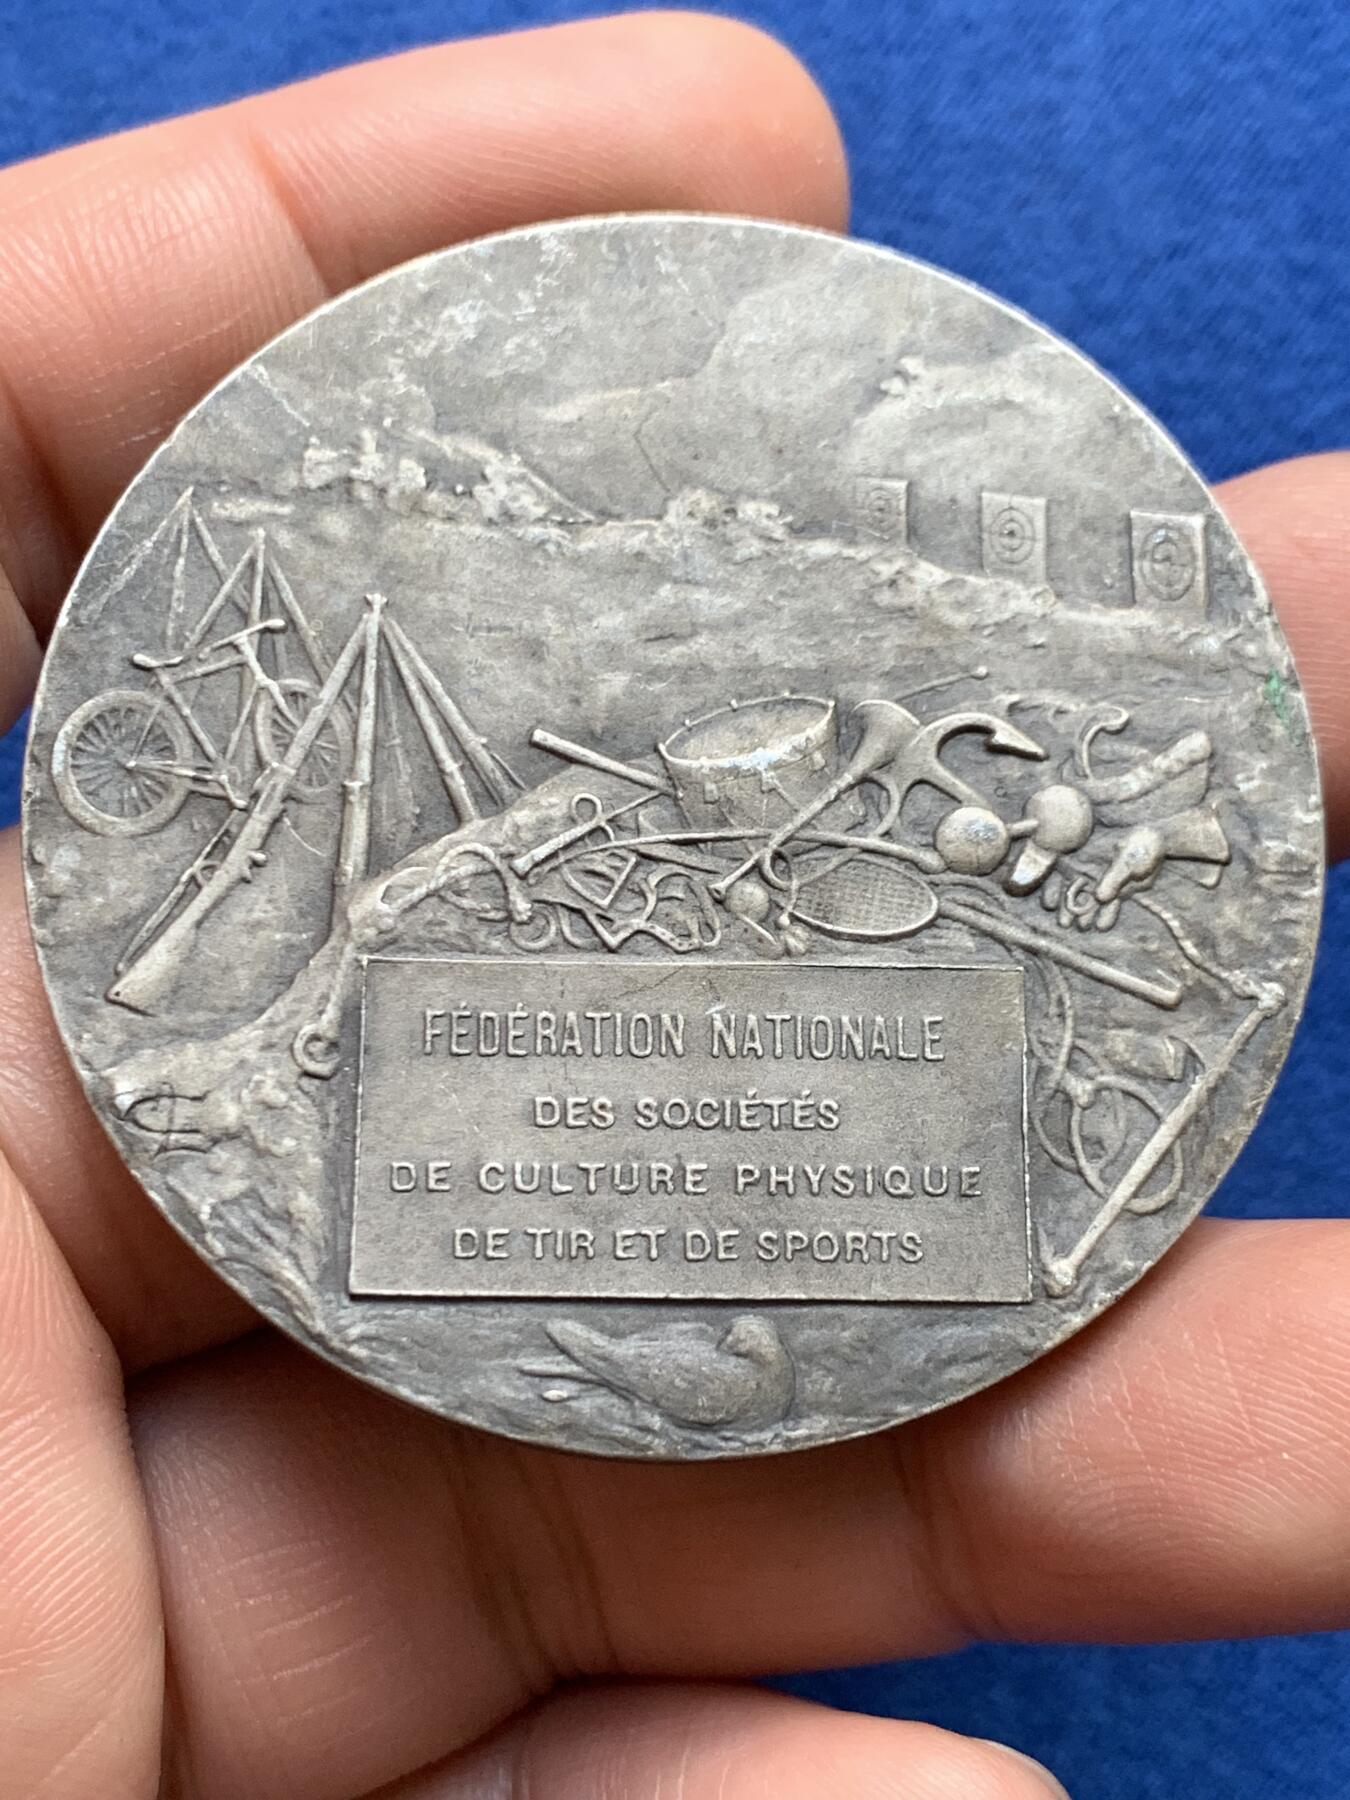 FÉDÉRATION NATIONALE
DES SOCIÉTÉS
DE CULTURE PHYSIQUE
DE TIR ET DE SPORTS